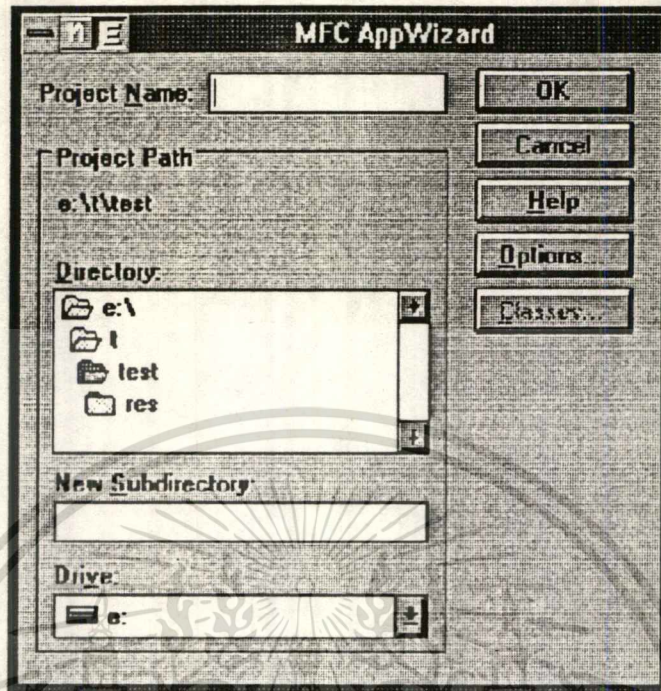 n E MFC AppWizard
Project Name:
OK
Cancel
Project Path
e:\t\test
Help
Options...
Directory:
Classes...
e:\
t
test
res
New Subdirectory:
Drive:
e: